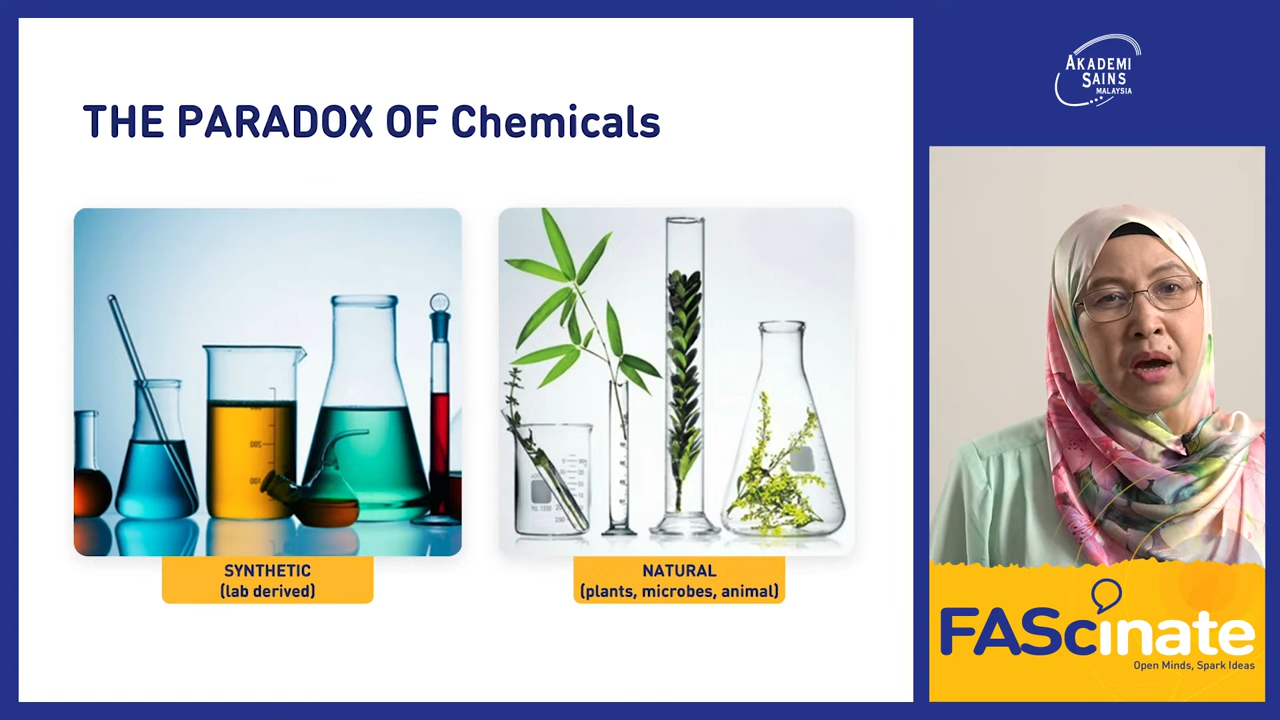 THE PARADOX OF Chemicals
SYNTHETIC
(lab derived)
NATURAL
(plants, microbes, animal)
AKADEMI
SAINS
MALAYSIA
FAScinate
Open Minds, Spark Ideas